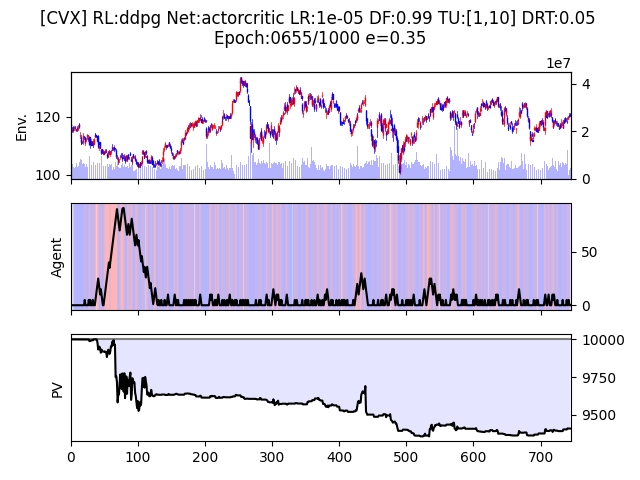 [CVX] RL:ddpg Net:actorcritic LR:1e-05 DF:0.99 TU:[1,10] DRT:0.05
Epoch:0655/1000 e=0.35
1e7
Env.
120
100
4
2
0
Agent
50
0
PV
10000
9750
9500
0 100 200 300 400 500 600 700